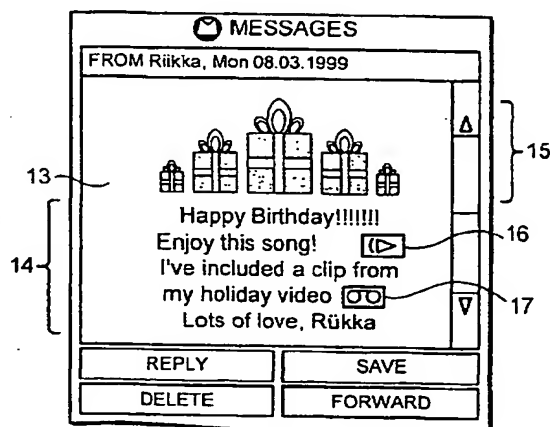 MESSAGES
FROM Riikka, Mon 08.03.1999
15
13
Happy Birthday!!!!!!!
16
Enjoy this song!
14
I've included a clip from
my holiday video
17
Lots of love, Rükka
REPLY SAVE
DELETE FORWARD